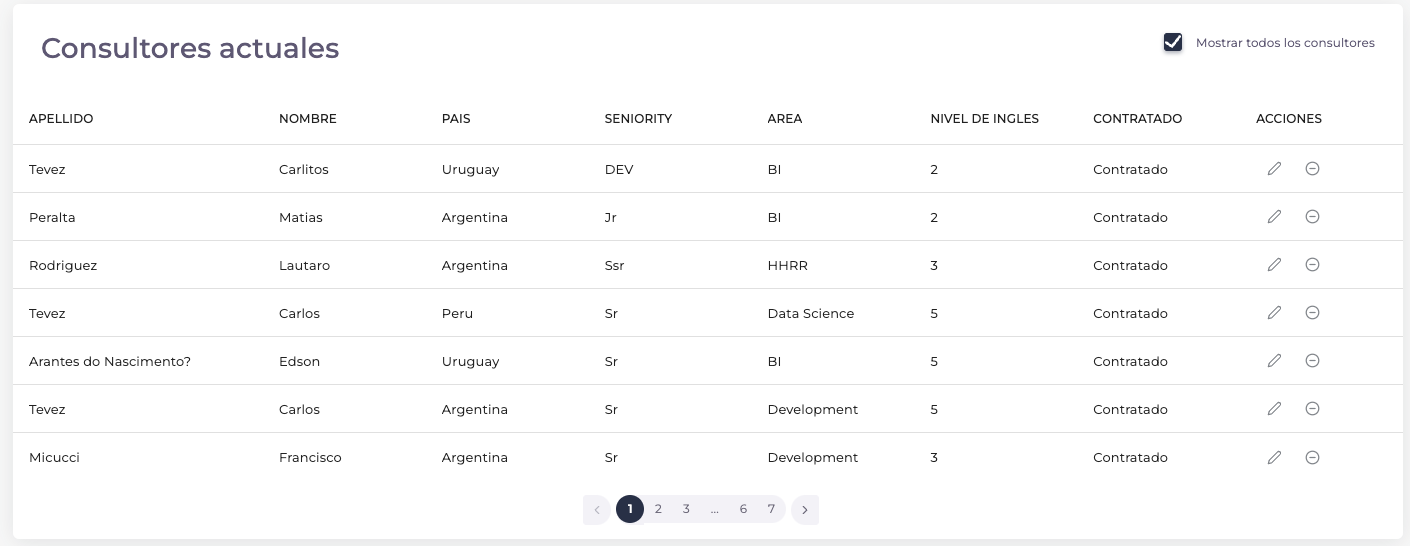 Consultores actuales
Mostrar todos los consultores
APELLIDO NOMBRE PAIS SENIORITY AREA NIVEL DE INGLES CONTRATADO ACCIONES
Tevez Carlitos Uruguay DEV BI 2 Contratado
Peralta Matias Argentina Jr BI 2 Contratado
Rodriguez Lautaro Argentina Ssr HHRR 3 Contratado
Tevez Carlos Peru Sr Data Science 5 Contratado
Arantes do Nascimento? Edson Uruguay Sr BI 5 Contratado
Tevez Carlos Argentina Sr Development 5 Contratado
Micucci Francisco Argentina Sr Development 3 Contratado
‹ 1 2 3 ... 6 7 ›